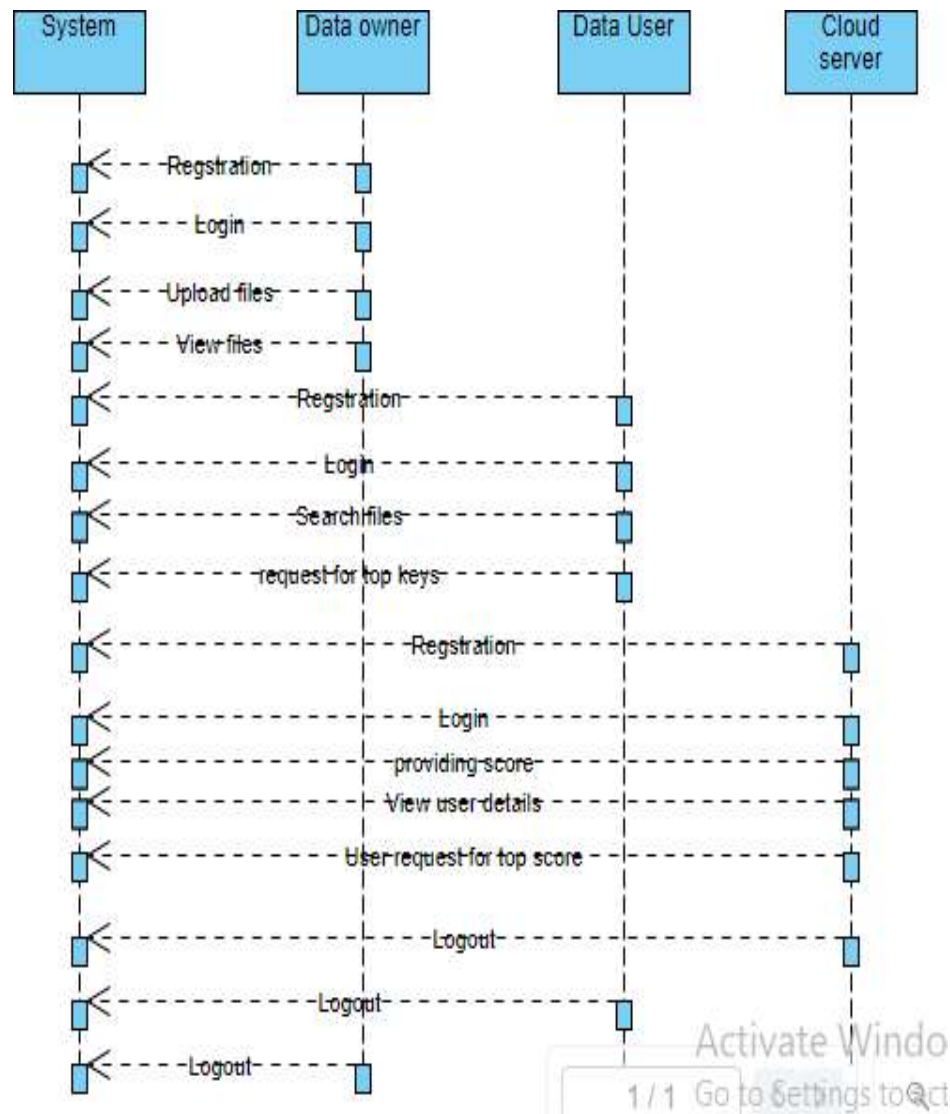 System
Data owner
Data User
Cloud
server
Regstration
Login
Upload files
View files
Regstration
Login
Search files
request for top keys
Regstration
Login
providing score
View user details
User request for top score
Logout
Logout
Logout
Activate Windo
1 / 1
Go to Settings to act